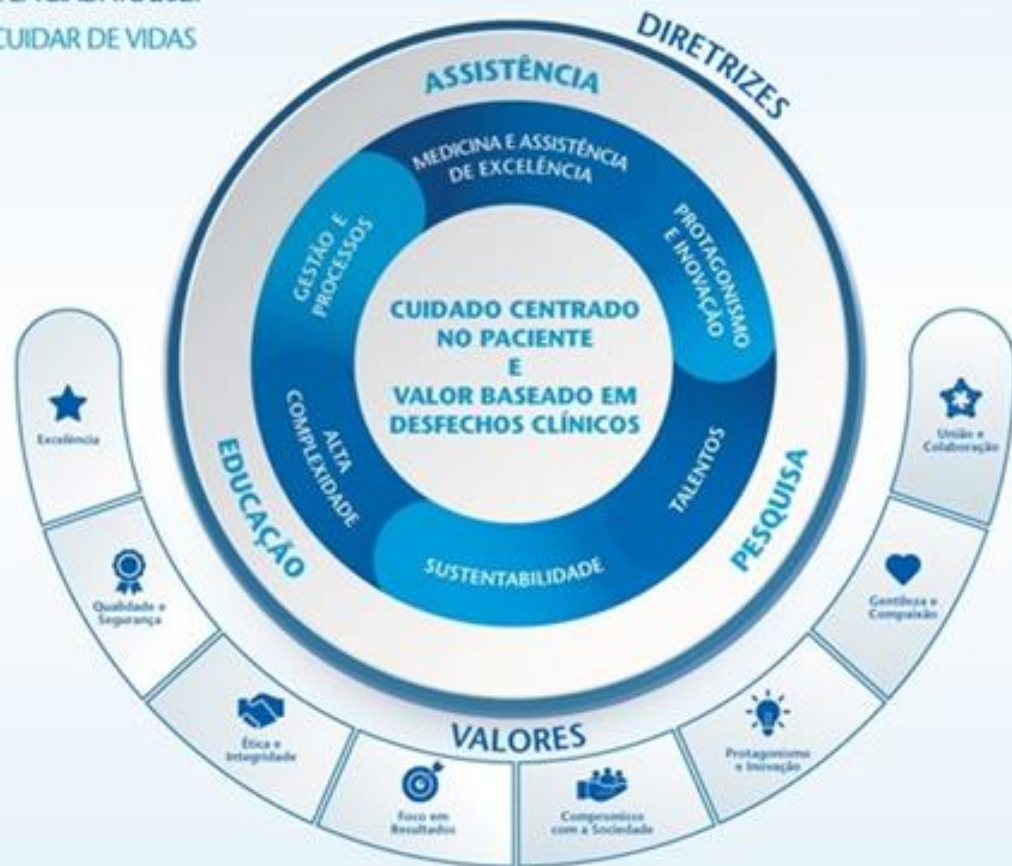 CUIDAR DE VIDAS
DIRETRIZES
ASSISTÊNCIA
MEDICINA E ASSISTÊNCIA
DE EXCELÊNCIA
PROTAGONISMO
E INOVAÇÃO
TALENTOS
SUSTENTABILIDADE
ALTA
COMPLEXIDADE
GESTÃO E
PROCESSOS
CUIDADO CENTRADO
NO PACIENTE
E
VALOR BASEADO EM
DESFECHOS CLÍNICOS
EDUCAÇÃO
PESQUISA
VALORES
Excelência
Qualidade e
Segurança
Ética e
Integridade
Foco em
Resultados
Compromisso
com a Sociedade
Protagonismo
e Inovação
Gentileza e
Compaixão
União e
Colaboração